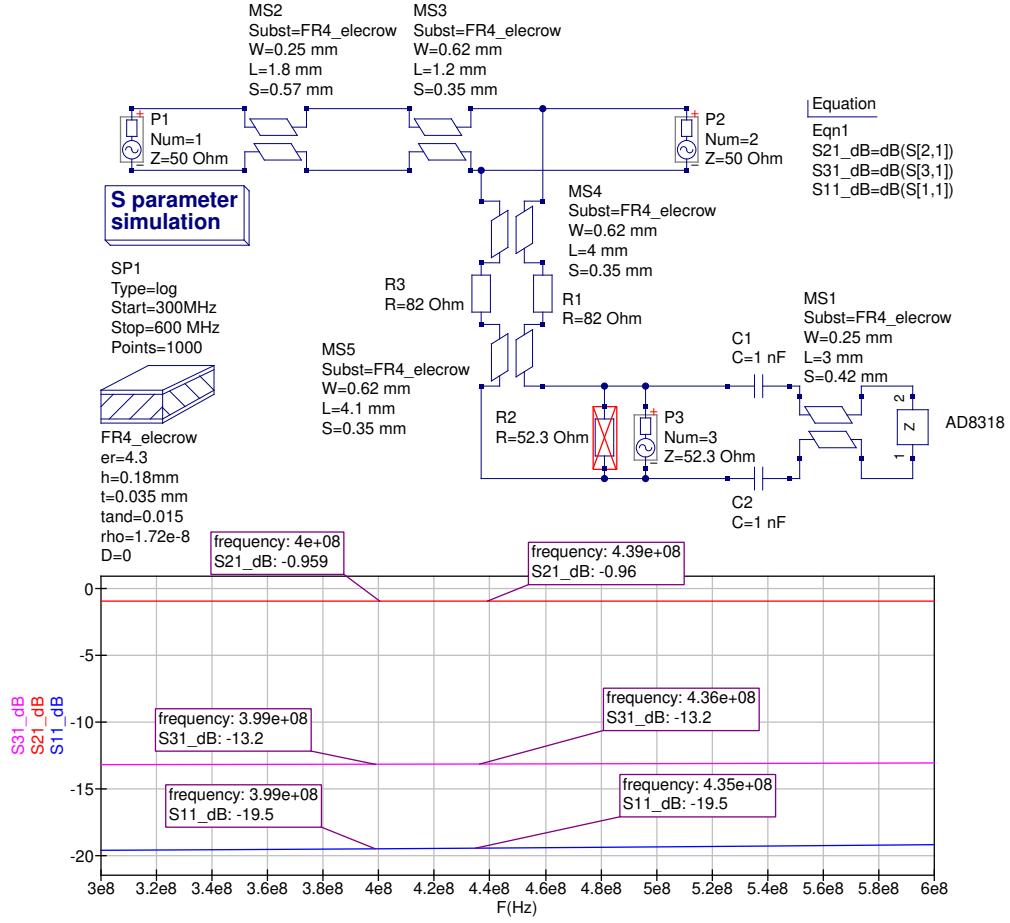 MS2
Subst=FR4_elecrow
W=0.25 mm
L=1.8 mm
S=0.57 mm
MS3
Subst=FR4_elecrow
W=0.62 mm
L=1.2 mm
S=0.35 mm
P1
Num=1
Z=50 Ohm
P2
Num=2
Z=50 Ohm
Equation
Eqn1
S21_dB=dB(S[2,1])
S31_dB=dB(S[3,1])
S11_dB=dB(S[1,1])
S parameter
simulation
SP1
Type=log
Start=300MHz
Stop=600 MHz
Points=1000
MS4
Subst=FR4_elecrow
W=0.62 mm
L=4 mm
S=0.35 mm
R3
R=82 Ohm
R1
R=82 Ohm
MS5
Subst=FR4_elecrow
W=0.62 mm
L=4.1 mm
S=0.35 mm
R2
R=52.3 Ohm
P3
Num=3
Z=52.3 Ohm
C1
C=1 nF
C2
C=1 nF
MS1
Subst=FR4_elecrow
W=0.25 mm
L=3 mm
S=0.42 mm
2
Z
1
AD8318
FR4_elecrow
er=4.3
h=0.18mm
t=0.035 mm
tand=0.015
rho=1.72e-8
D=0
frequency: 4e+08
S21_dB: -0.959
frequency: 4.39e+08
S21_dB: -0.96
frequency: 3.99e+08
S31_dB: -13.2
frequency: 4.36e+08
S31_dB: -13.2
frequency: 3.99e+08
S11_dB: -19.5
frequency: 4.35e+08
S11_dB: -19.5
0
-5
-10
-15
-20
S31_dB
S21_dB
S11_dB
3e8 3.2e8 3.4e8 3.6e8 3.8e8 4e8 4.2e8 4.4e8 4.6e8 4.8e8 5e8 5.2e8 5.4e8 5.6e8 5.8e8 6e8
F(Hz)